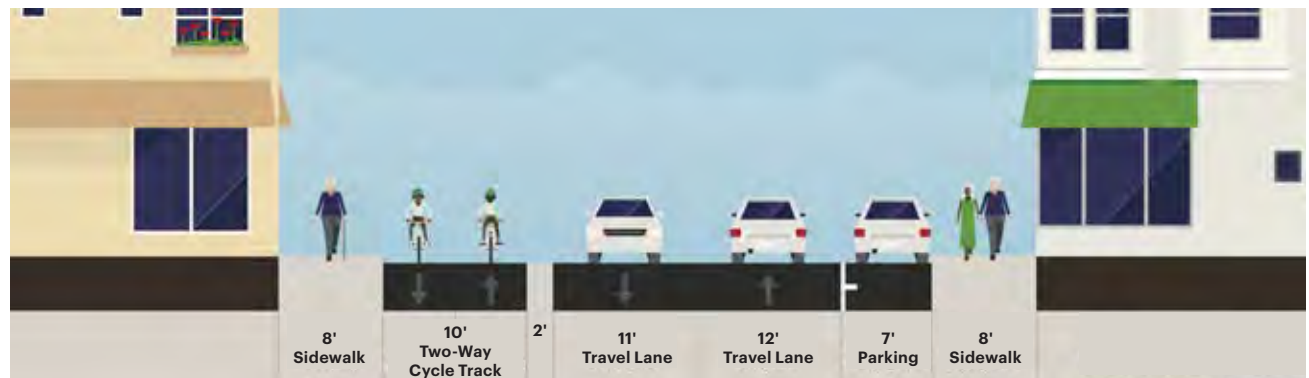 8'
Sidewalk
10'
Two-Way
Cycle Track
2'
11'
Travel Lane
12'
Travel Lane
7'
Parking
8'
Sidewalk